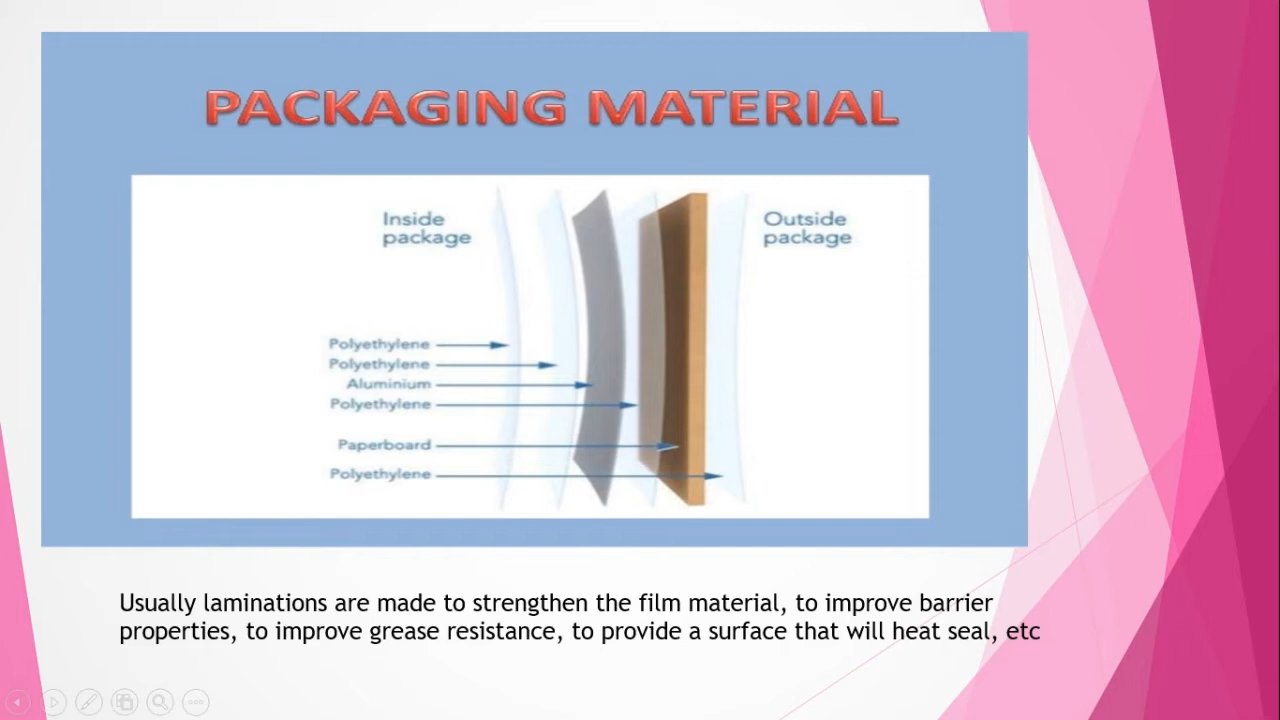 PACKAGING MATERIAL
Inside
package
Outside
package
Polyethylene
Polyethylene
Aluminium
Polyethylene
Paperboard
Polyethylene
Usually laminations are made to strengthen the film material, to improve barrier
properties, to improve grease resistance, to provide a surface that will heat seal, etc